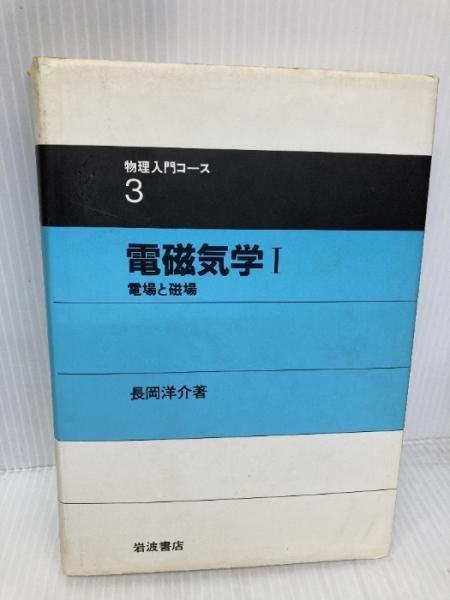 物理入門コース
3
電磁気学 I
電場と磁場
長岡洋介著
岩波書店